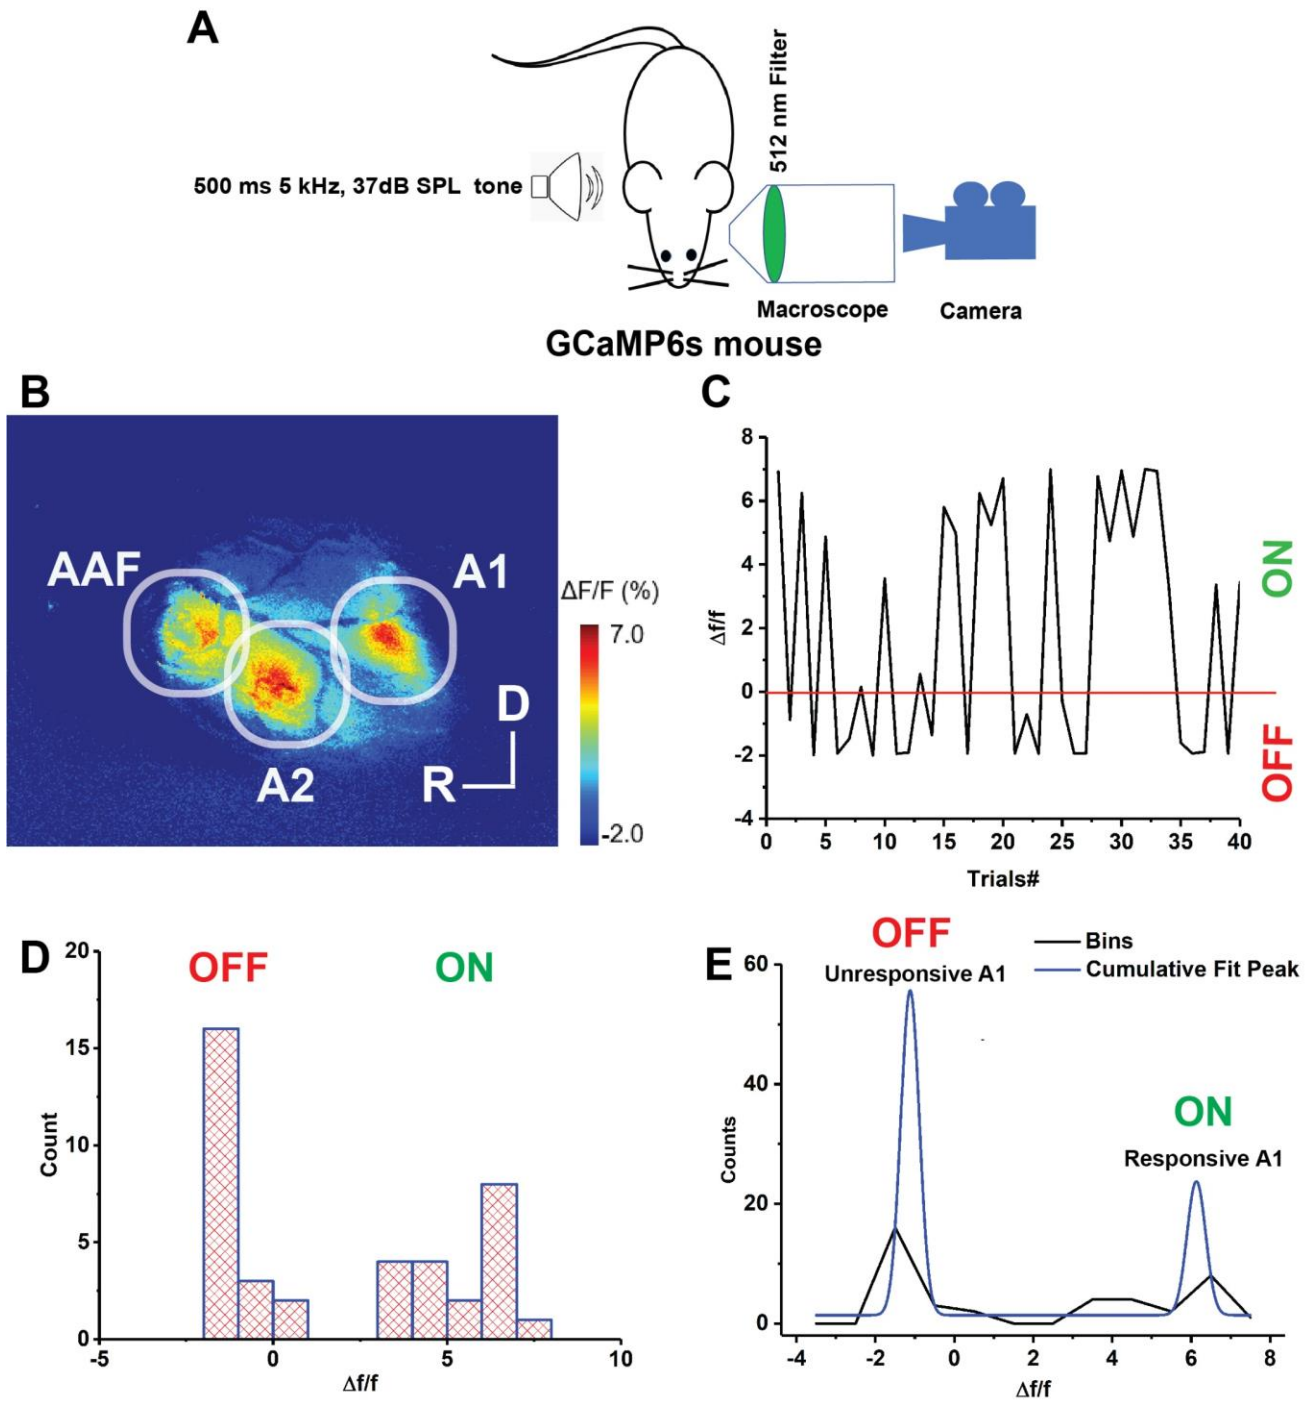 A
512 nm Filter
500 ms 5 kHz, 37dB SPL tone
Macroscope
Camera
GCaMP6s mouse
B
AAF
A1
A2
D
R
ΔF/F (%)
7.0
-2.0
C
8
6
4
2
0
-2
-4
Δf/f
ON
OFF
0 5 10 15 20 25 30 35 40
Trials#
D
OFF
ON
20
15
10
5
0
Count
-5 0 5 10
Δf/f
E
OFF
Unresponsive A1
Bins
Cumulative Fit Peak
ON
Responsive A1
60
40
20
0
Counts
-4 -2 0 2 4 6 8
Δf/f